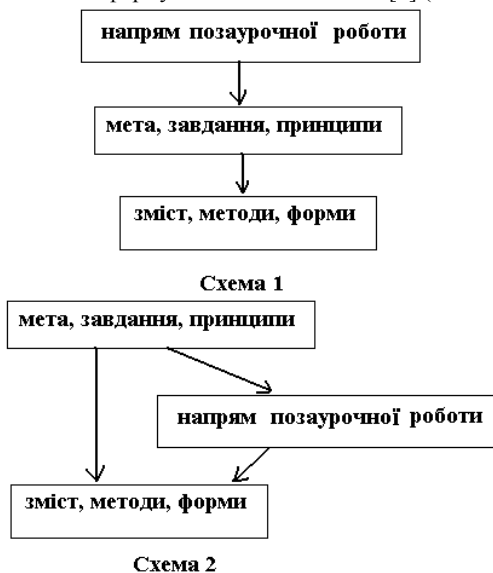 напрям позаурочної роботи
мета, завдання, принципи
зміст, методи, форми
Схема 1
мета, завдання, принципи
напрям позаурочної роботи
зміст, методи, форми
Схема 2